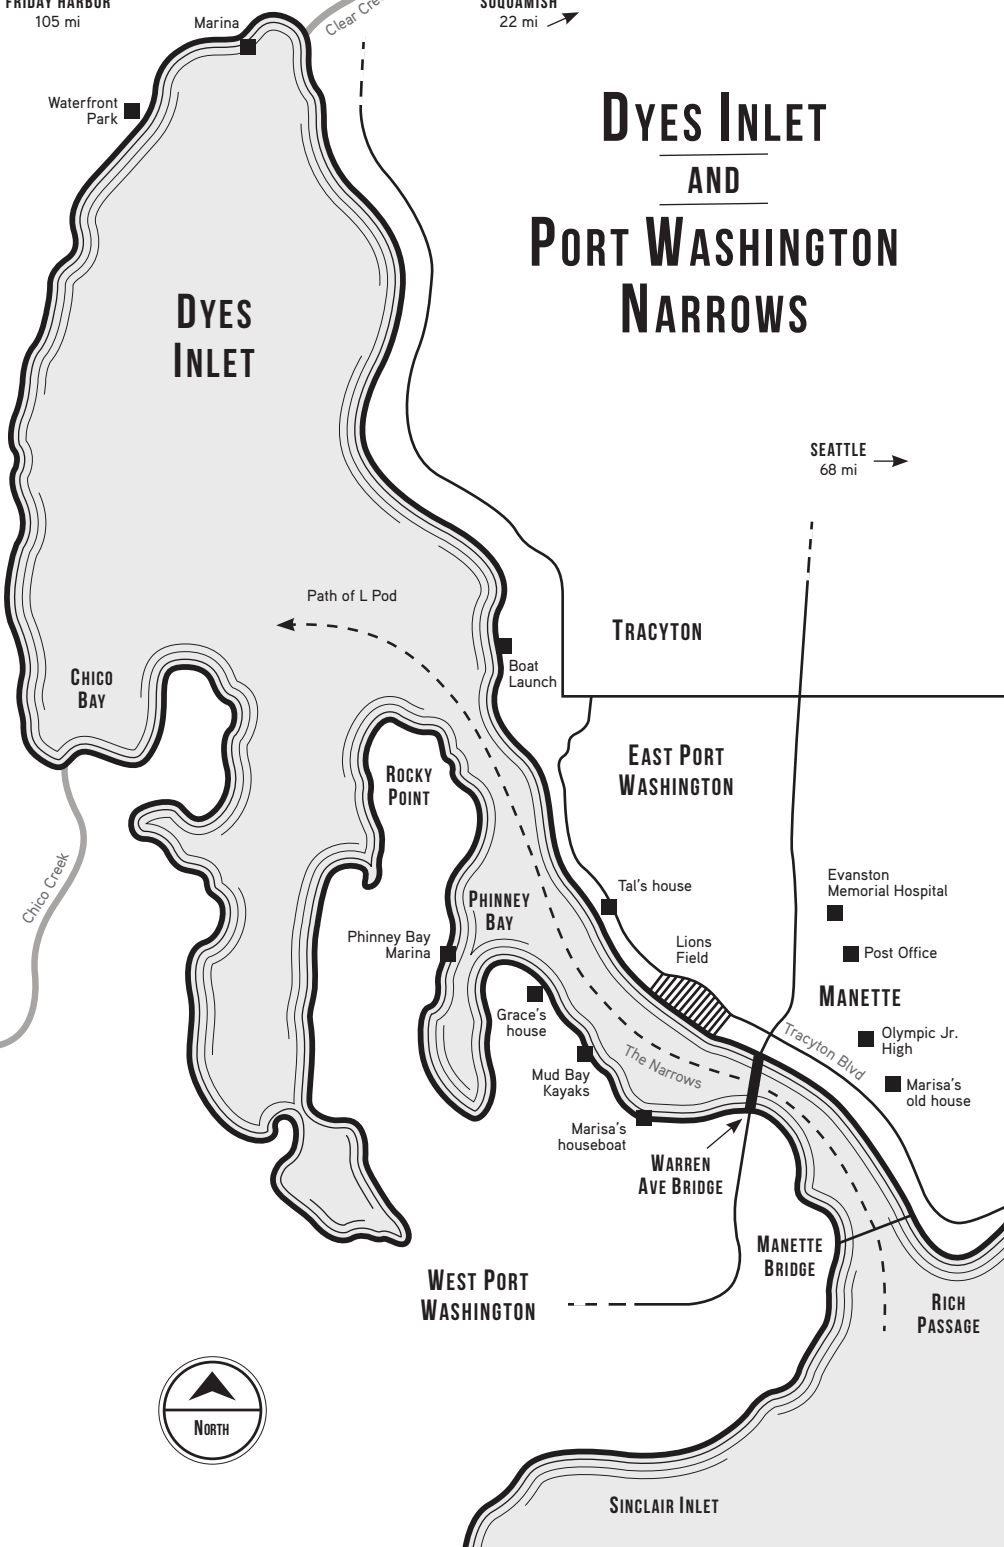 FRIDAY HARBOR
105 mi
Marina
Clear Cre
SUQUAMISH
22 mi
Waterfront
Park
DYES INLET
AND
PORT WASHINGTON
NARROWS
DYES
INLET
SEATTLE
68 mi
Path of L Pod
TRACYTON
Boat
Launch
CHICO
BAY
EAST PORT
WASHINGTON
ROCKY
POINT
Chico Creek
Evanston
Memorial Hospital
Tal's house
PHINNEY
BAY
Phinney Bay
Marina
Lions
Field
Post Office
MANETTE
Grace's
house
Tracyton Blvd
Olympic Jr.
High
The Narrows
Mud Bay
Kayaks
Marisa's
old house
Marisa's
houseboat
WARREN
AVE BRIDGE
MANETTE
BRIDGE
WEST PORT
WASHINGTON
RICH
PASSAGE
NORTH
SINCLAIR INLET